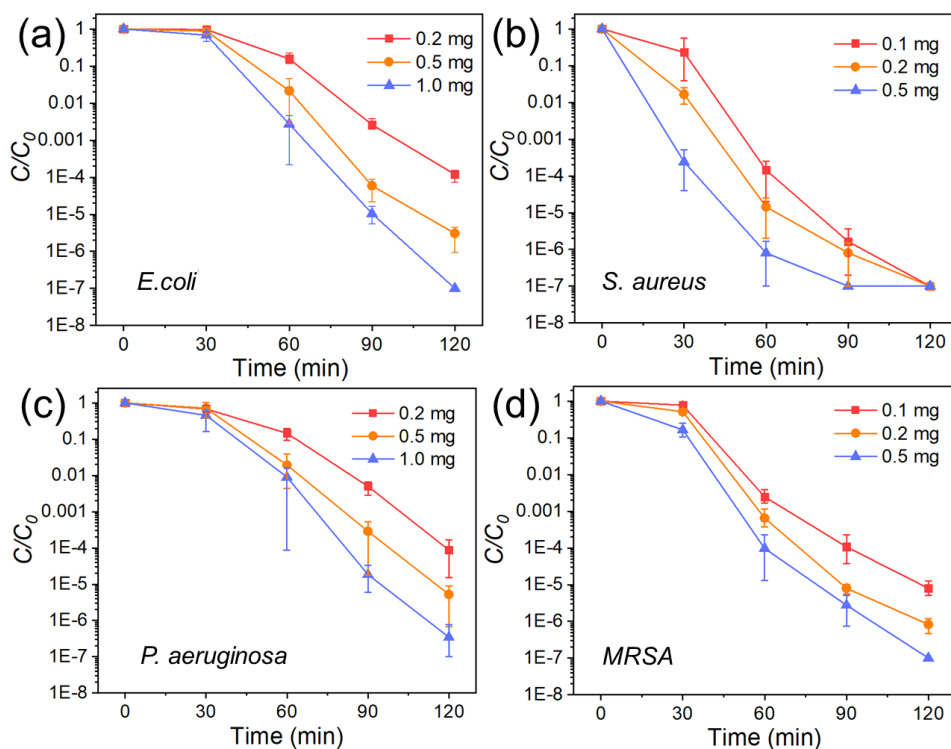 (a)
1
0.1
0.01
0.001
1E-4
1E-5
1E-6
1E-7
1E-8
C/C0
0.2 mg
0.5 mg
1.0 mg
E.coli
0 30 60 90 120
Time (min)
(b)
1
0.1
0.01
0.001
1E-4
1E-5
1E-6
1E-7
1E-8
C/C0
0.1 mg
0.2 mg
0.5 mg
S. aureus
0 30 60 90 120
Time (min)
(c)
1
0.1
0.01
0.001
1E-4
1E-5
1E-6
1E-7
1E-8
C/C0
0.2 mg
0.5 mg
1.0 mg
P. aeruginosa
0 30 60 90 120
Time (min)
(d)
1
0.1
0.01
0.001
1E-4
1E-5
1E-6
1E-7
1E-8
C/C0
0.1 mg
0.2 mg
0.5 mg
MRSA
0 30 60 90 120
Time (min)